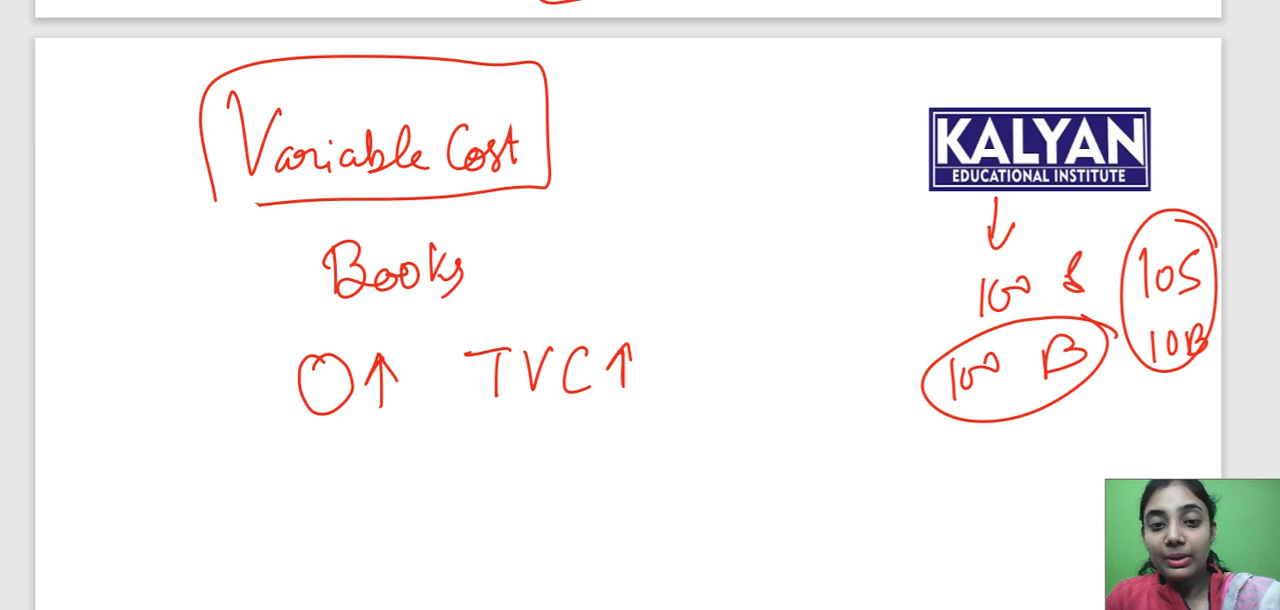 Variable Cost
Books
O↑ TVC↑
KALYAN
EDUCATIONAL INSTITUTE
↓
100 S
100 B
10S
10B